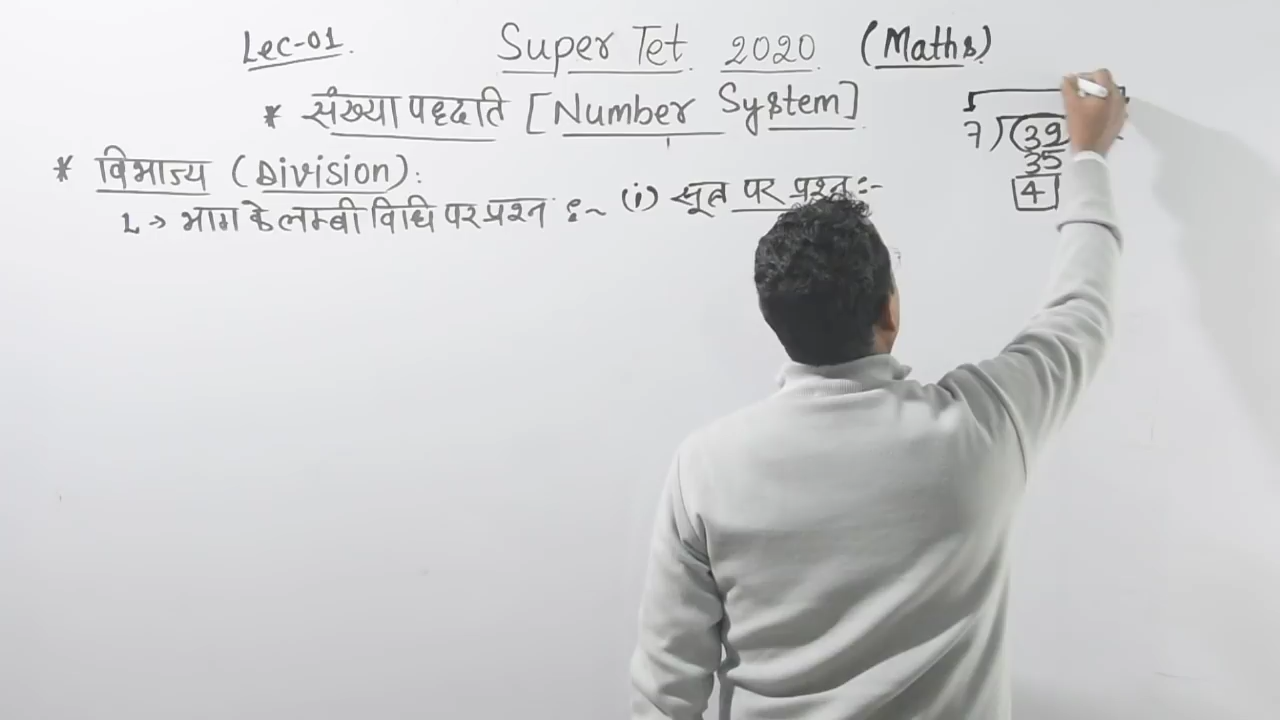 Lec-01. Super Tet 2020 (Maths)
* संख्या पद्धति [Number System]
* विभाज्य (Division):
↳ भाग के लम्बी विधि पर प्रश्न :~ (i) सूत्र पर प्रश्न :-
7)(39
35
4